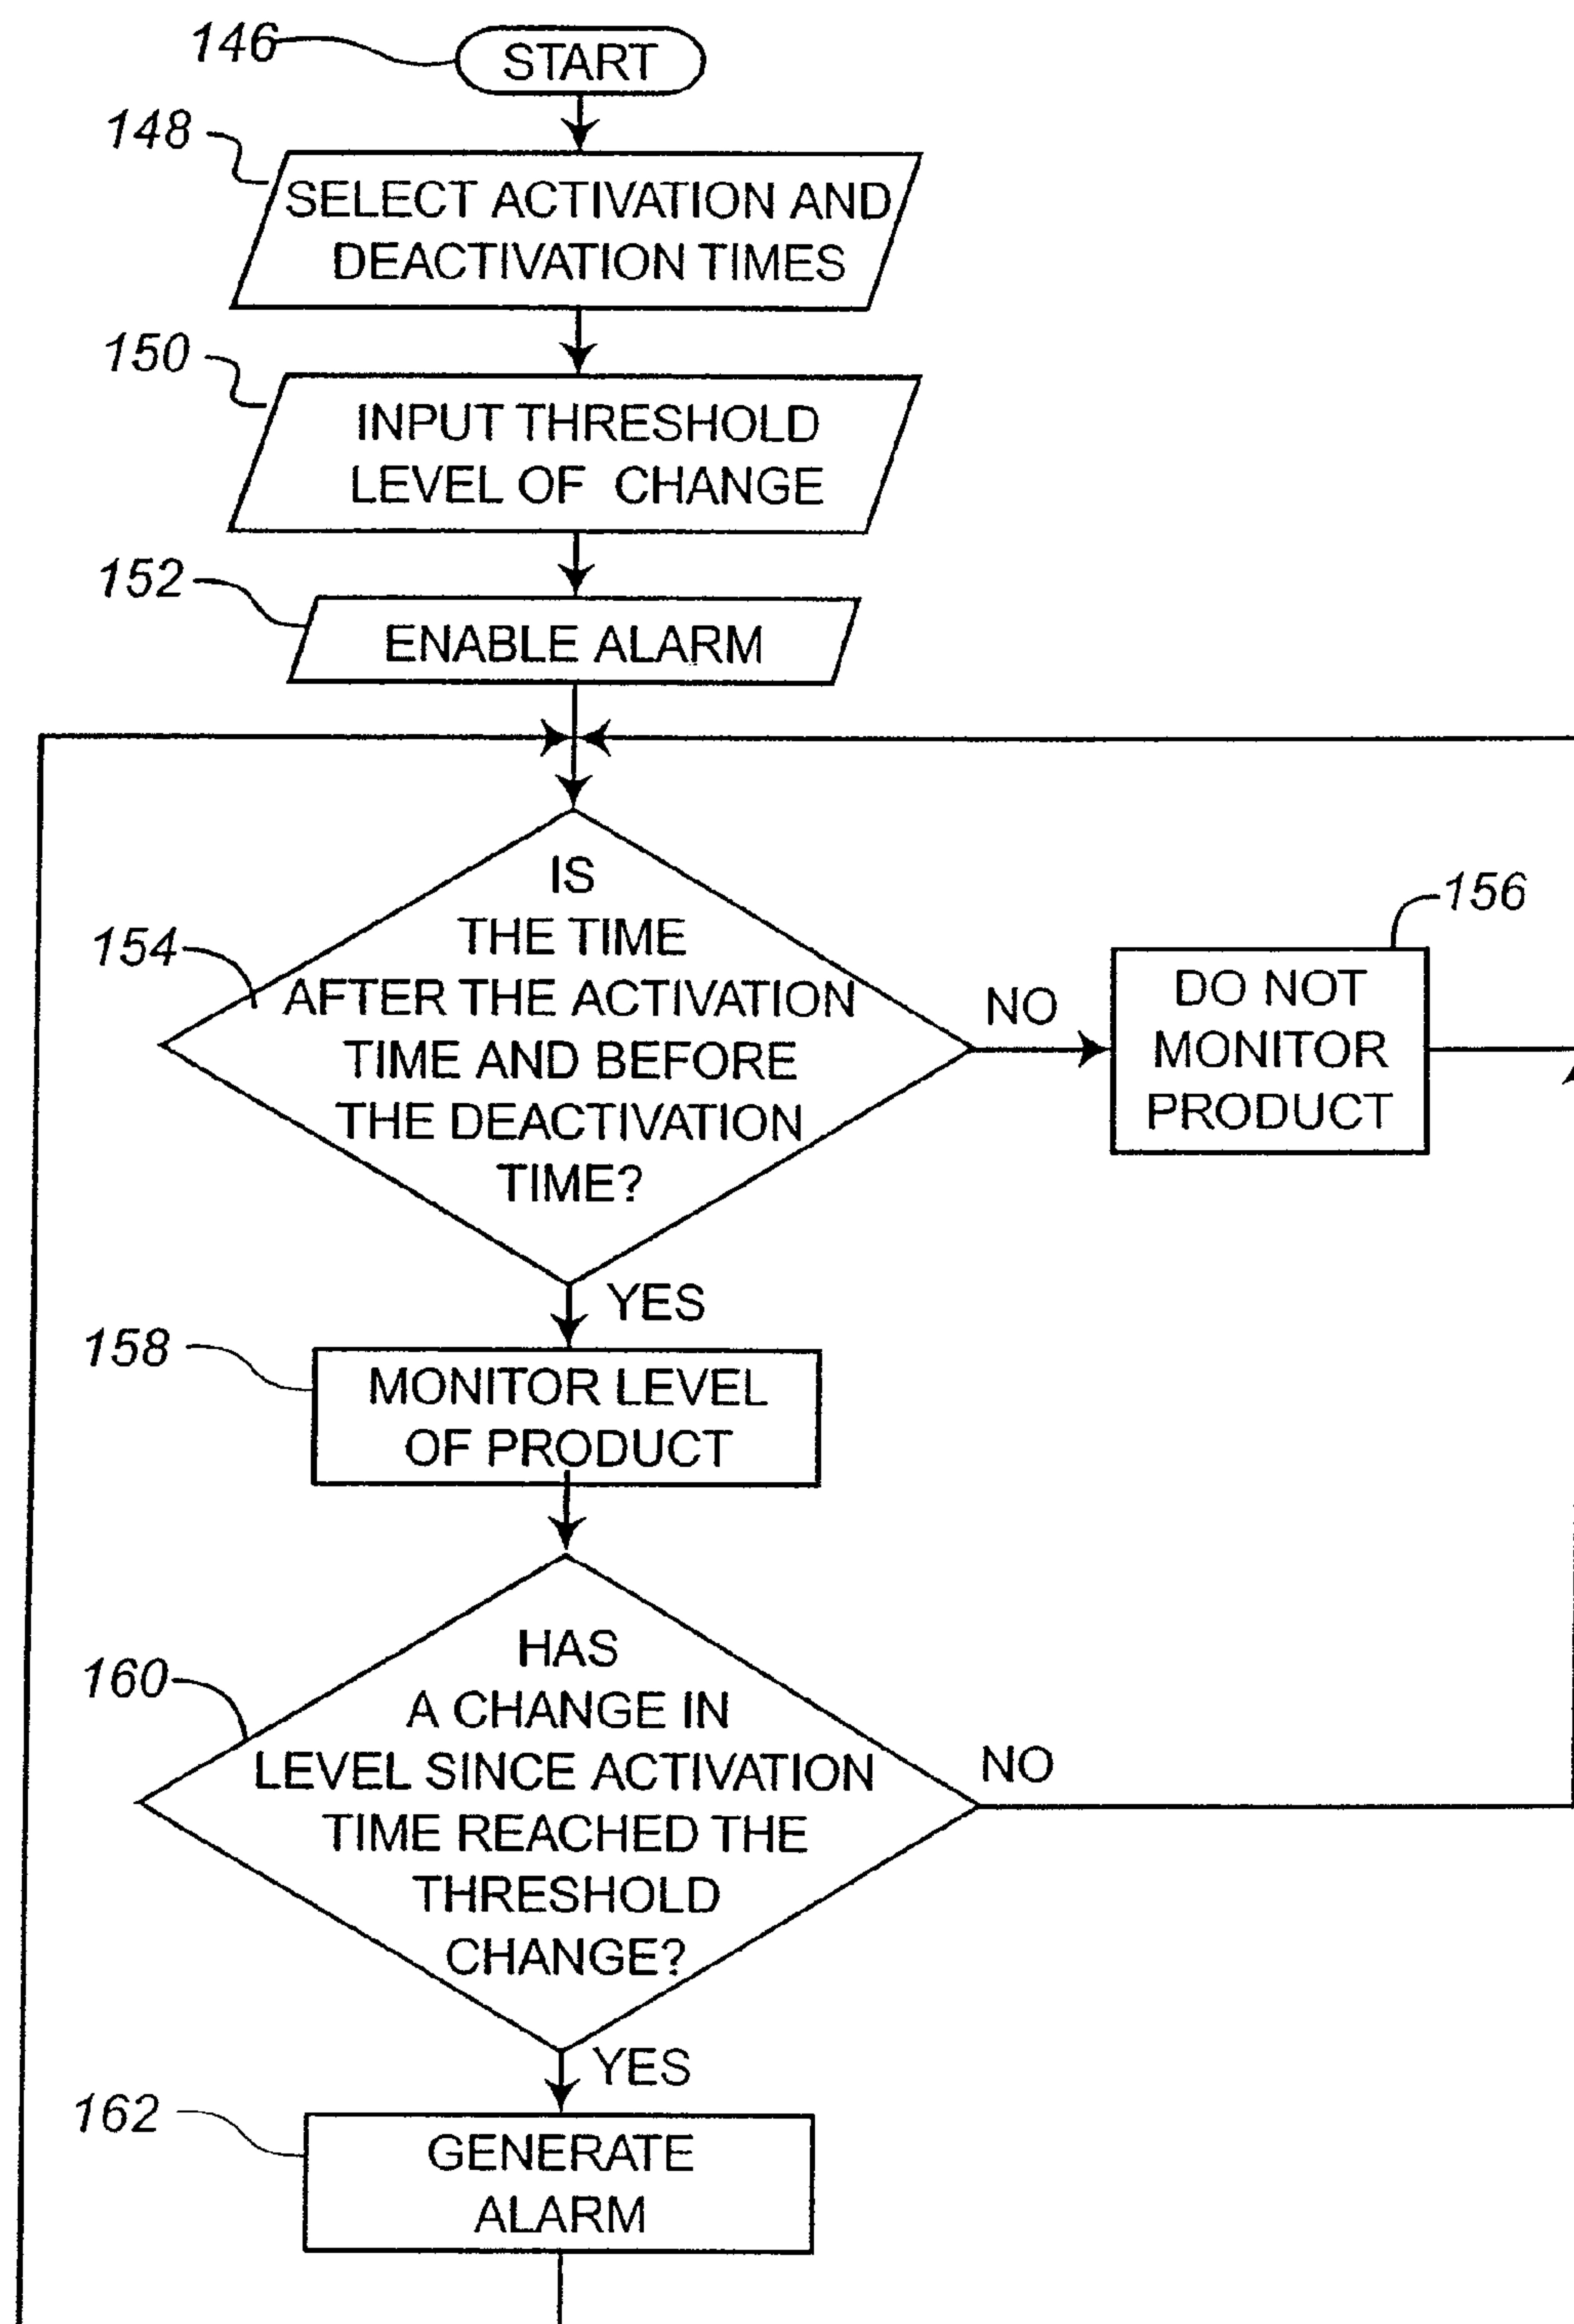 146
START
148
SELECT ACTIVATION AND
DEACTIVATION TIMES
150
INPUT THRESHOLD
LEVEL OF CHANGE
152
ENABLE ALARM
154
IS
THE TIME
AFTER THE ACTIVATION
TIME AND BEFORE
THE DEACTIVATION
TIME?
NO
156
DO NOT
MONITOR
PRODUCT
YES
158
MONITOR LEVEL
OF PRODUCT
160
HAS
A CHANGE IN
LEVEL SINCE ACTIVATION
TIME REACHED THE
THRESHOLD
CHANGE?
NO
YES
162
GENERATE
ALARM